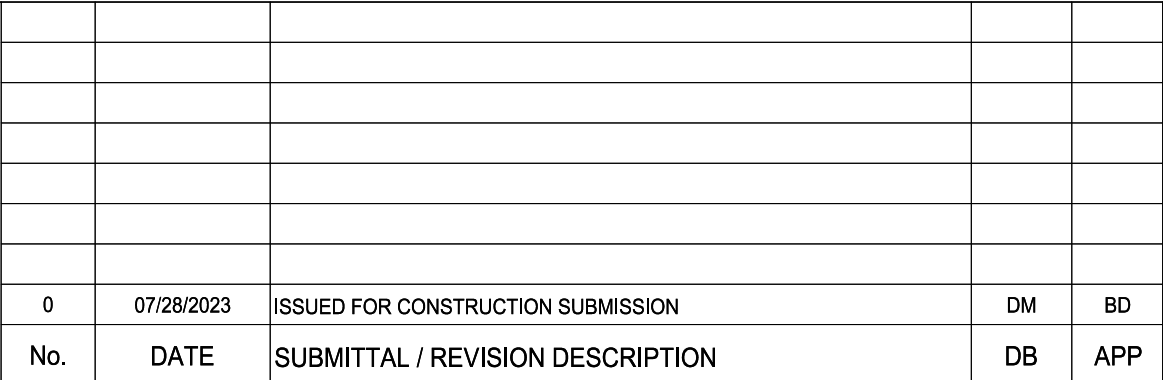 0 07/28/2023 ISSUED FOR CONSTRUCTION SUBMISSION DM BD
No. DATE SUBMITTAL / REVISION DESCRIPTION DB APP